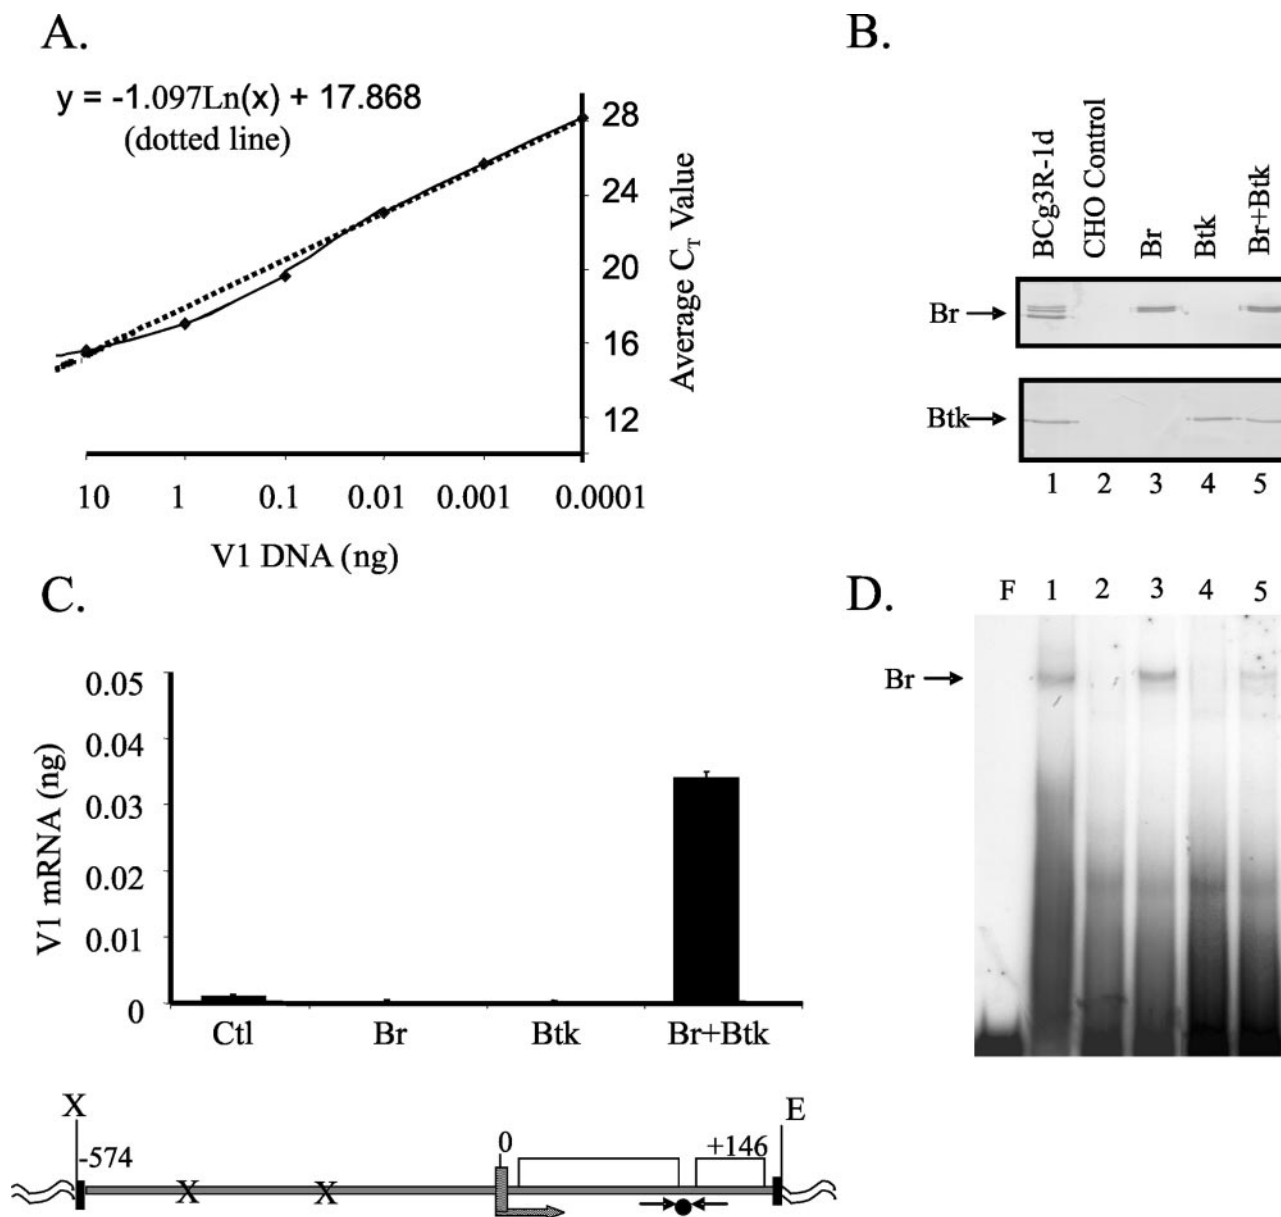 A.
y = -1.097Ln(x) + 17.868
(dotted line)
28
24
20
16
12
Average C_T Value
10 1 0.1 0.01 0.001 0.0001
V1 DNA (ng)
B.
BCg3R-1d
CHO Control
Br
Btk
Br+Btk
Br
Btk
1 2 3 4 5
C.
0.05
0.04
0.03
0.02
0.01
0
V1 mRNA (ng)
Ctl Br Btk Br+Btk
D.
F 1 2 3 4 5
Br
X
-574
X
X
0
+146
E